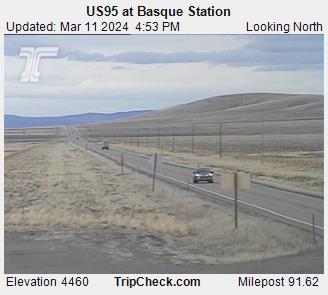 US95 at Basque Station
Updated: Mar 11 2024 4:53 PM Looking North
Elevation 4460 TripCheck.com Milepost 91.62